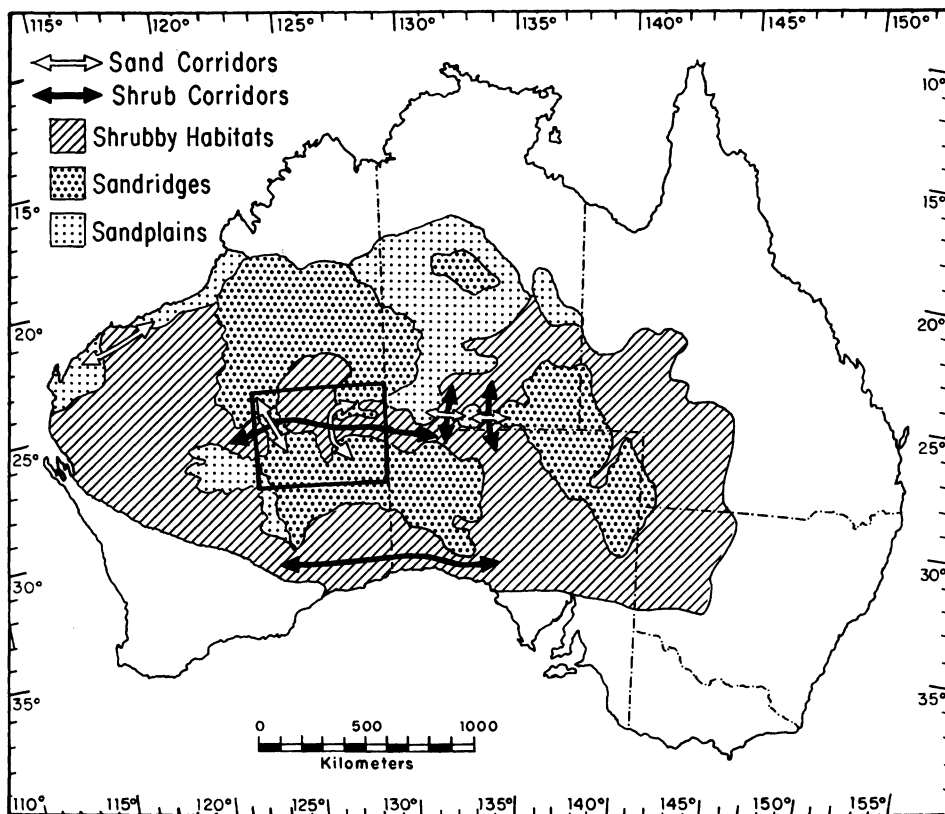 115° 120° 125° 130° 135° 140° 145° 150°
Sand Corridors
Shrub Corridors
Shrubby Habitats
Sandridges
Sandplains
10° 10°
15° 15°
20° 20°
25° 25°
30° 30°
35° 35°
0 500 1000
Kilometers
110° 115° 120° 125° 130° 135° 140° 145° 150° 155°